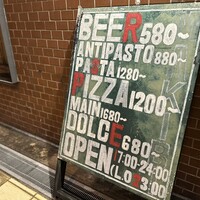 BEER 580~
ANTIPASTO 880~
PASTA 1280~
PIZZA 1200~
MAIN 1680~
DOLCE 680~
OPEN 17:00-24:00
(L.O 23:00)